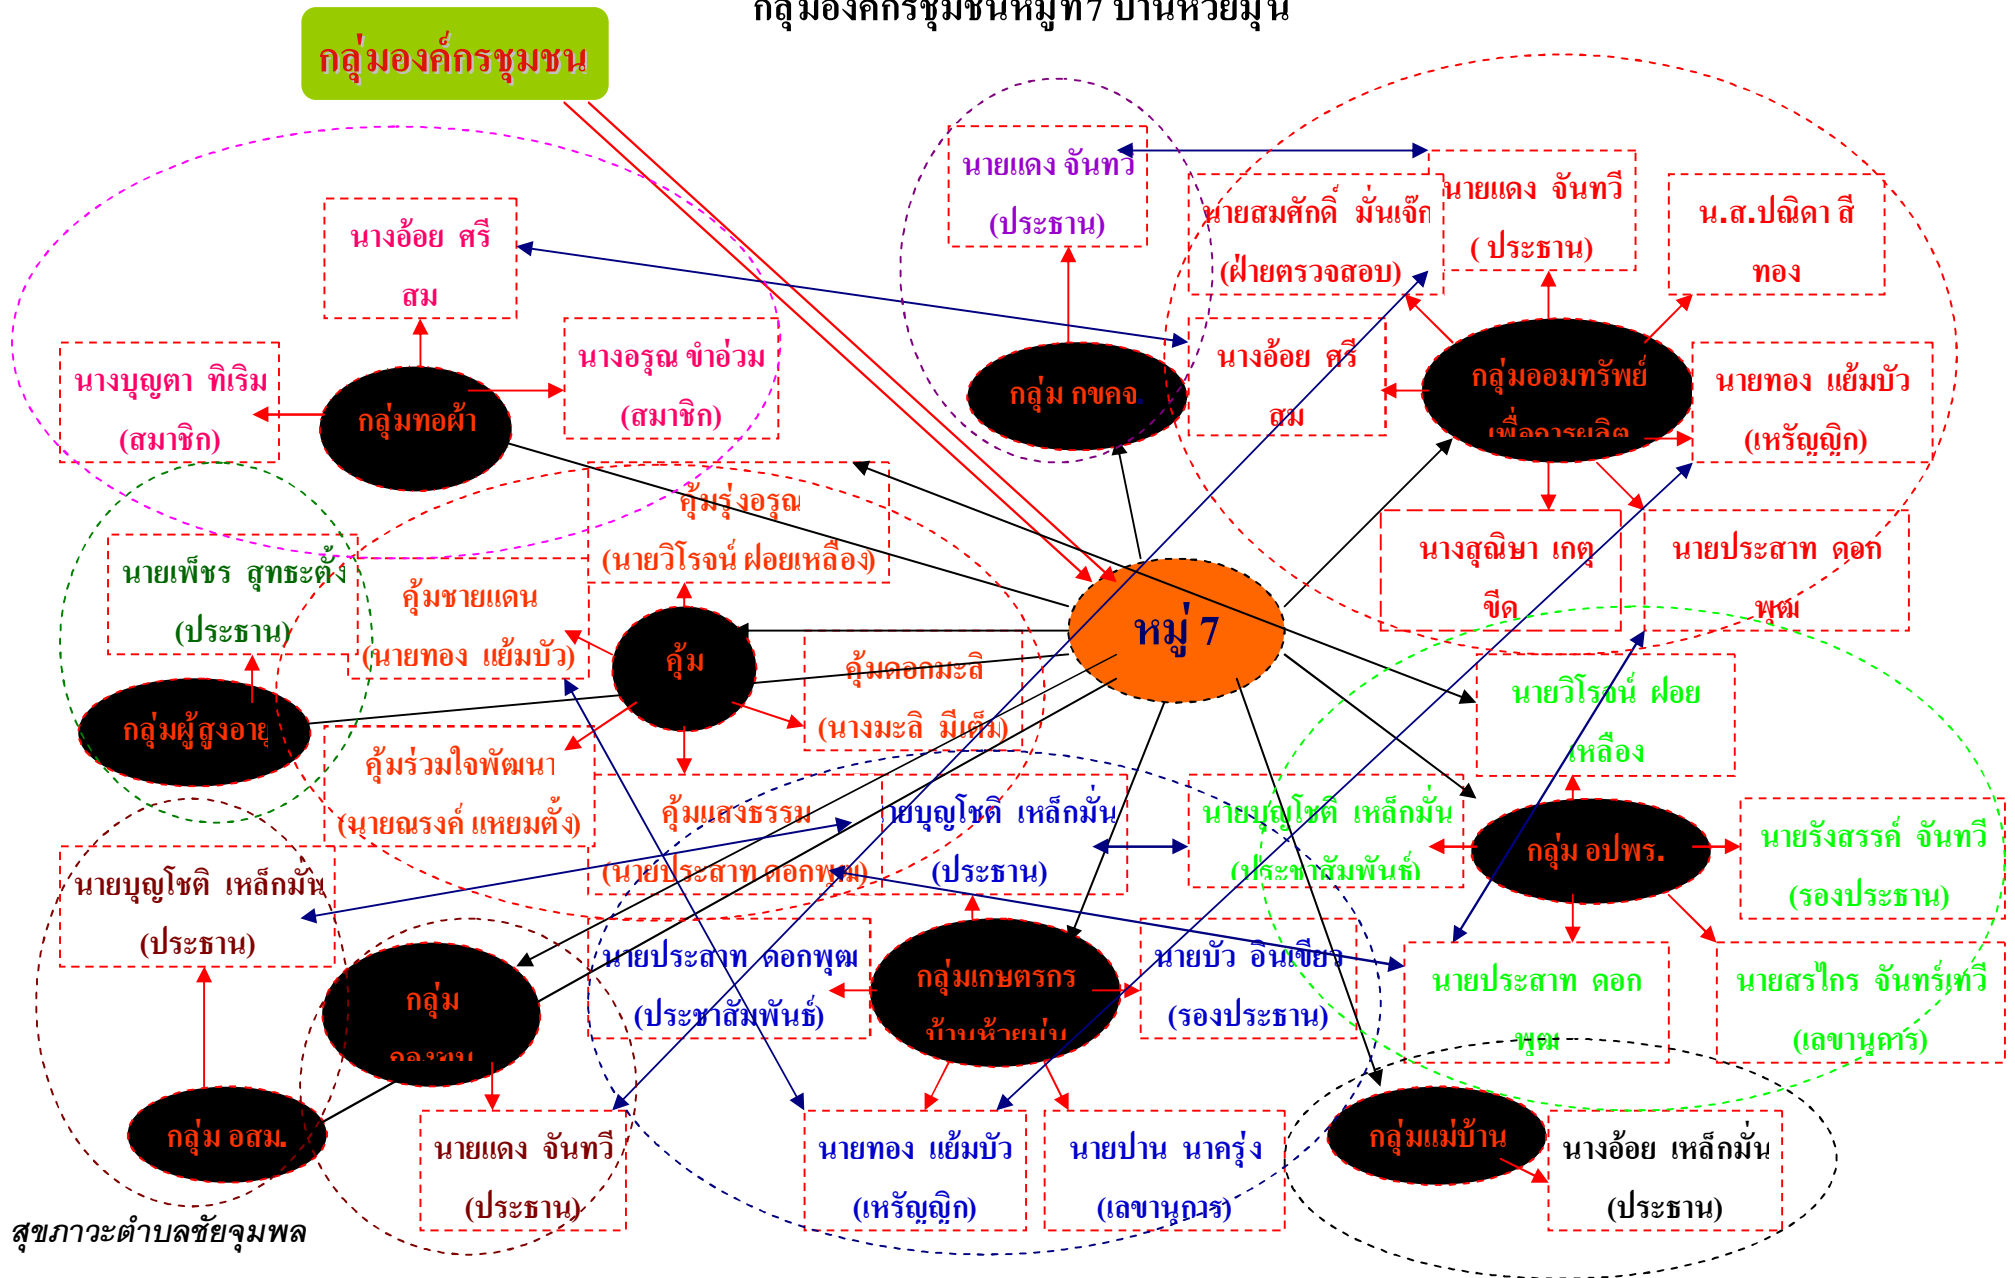 กลุ่มองค์กรชุมชนหมู่ที่ 7 บ้านห้วยมุ่น
กลุ่มองค์กรชุมชน
นายแดง จันทวี
(ประธาน)
นายสมศักดิ์ มั่นเจ๊ก
(ฝ่ายตรวจสอบ)
นายแดง จันทวี
( ประธาน)
น.ส.ปณิดา สี
ทอง
นางอ้อย ศรี
สม
นางบุญตา ทิเริม
(สมาชิก)
กลุ่มทอผ้า
นางอรุณ ขำอ่วม
(สมาชิก)
กลุ่ม กขคจ.
นางอ้อย ศรี
สม
กลุ่มออมทรัพย์
เพื่อการผลิต
นายทอง แย้มบัว
(เหรัญญิก)
คุ้มรุ่งอรุณ
(นายวิโรจน์ ฝอยเหลือง)
นางสุณิษา เกตุ
ขีด
นายประสาท ดอก
พุฒ
นายเพ็ชร สุทธะตั้ง
(ประธาน)
คุ้มชายแดน
(นายทอง แย้มบัว)
คุ้ม
หมู่ 7
คุ้มดอกมะลิ
(นางมะลิ มีเต็ม)
นายวิโรจน์ ฝอย
เหลือง
กลุ่มผู้สูงอายุ
คุ้มร่วมใจพัฒนา
(นายณรงค์ แหยมตั้ง)
คุ้มแสงธรรม
(นายประสาท ดอกพุฒ)
ายบุญโชติ เหล็กมั่น
(ประธาน)
นายบุญโชติ เหล็กมั่น
(ประชาสัมพันธ์)
กลุ่ม อปพร.
นายรังสรรค์ จันทวี
(รองประธาน)
นายบุญโชติ เหล็กมั่น
(ประธาน)
กลุ่ม
กองทุน
นายประสาท ดอกพุฒ
(ประชาสัมพันธ์)
กลุ่มเกษตรกร
บ้านห้วยมุ่น
นายบัว อินเขียว
(รองประธาน)
นายประสาท ดอก
พุฒ
นายสรไกร จันทร์เทวี
(เลขานุการ)
กลุ่ม อสม.
นายแดง จันทวี
(ประธาน)
นายทอง แย้มบัว
(เหรัญญิก)
นายปาน นาครุ่ง
(เลขานุการ)
กลุ่มแม่บ้าน
นางอ้อย เหล็กมั่น
(ประธาน)
สุขภาวะตำบลชัยจุมพล